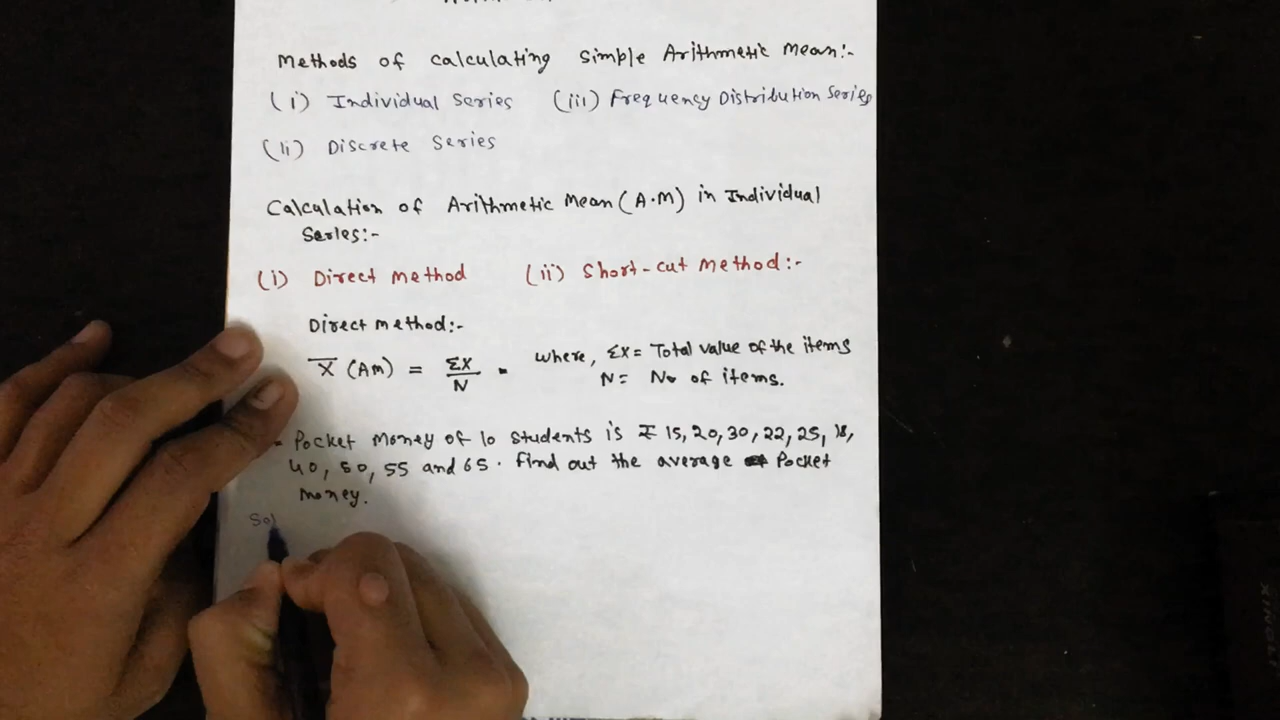 Methods of calculating simple Arithmetic Mean:-
(i) Individual Series (iii) Frequency Distribution Series
(ii) Discrete Series
Calculation of Arithmetic Mean (A.M) in Individual
Series:-
(i) Direct method (ii) Short-cut method:-
Direct method:-
X̅ (AM) = ΣX/N . where, ΣX = Total value of the items
N = No of items.
= Pocket Money of 10 students is ₹ 15, 20, 30, 22, 25, 18,
40, 50, 55 and 65. Find out the average Pocket
money.
Sol